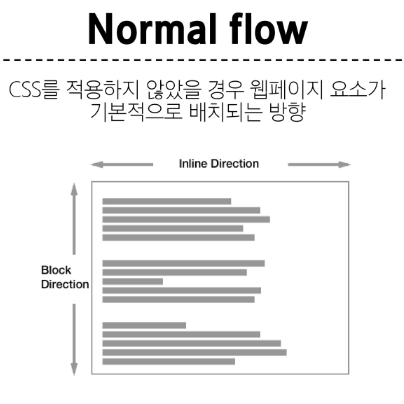 Normal flow
CSS를 적용하지 않았을 경우 웹페이지 요소가
기본적으로 배치되는 방향
Inline Direction
Block
Direction